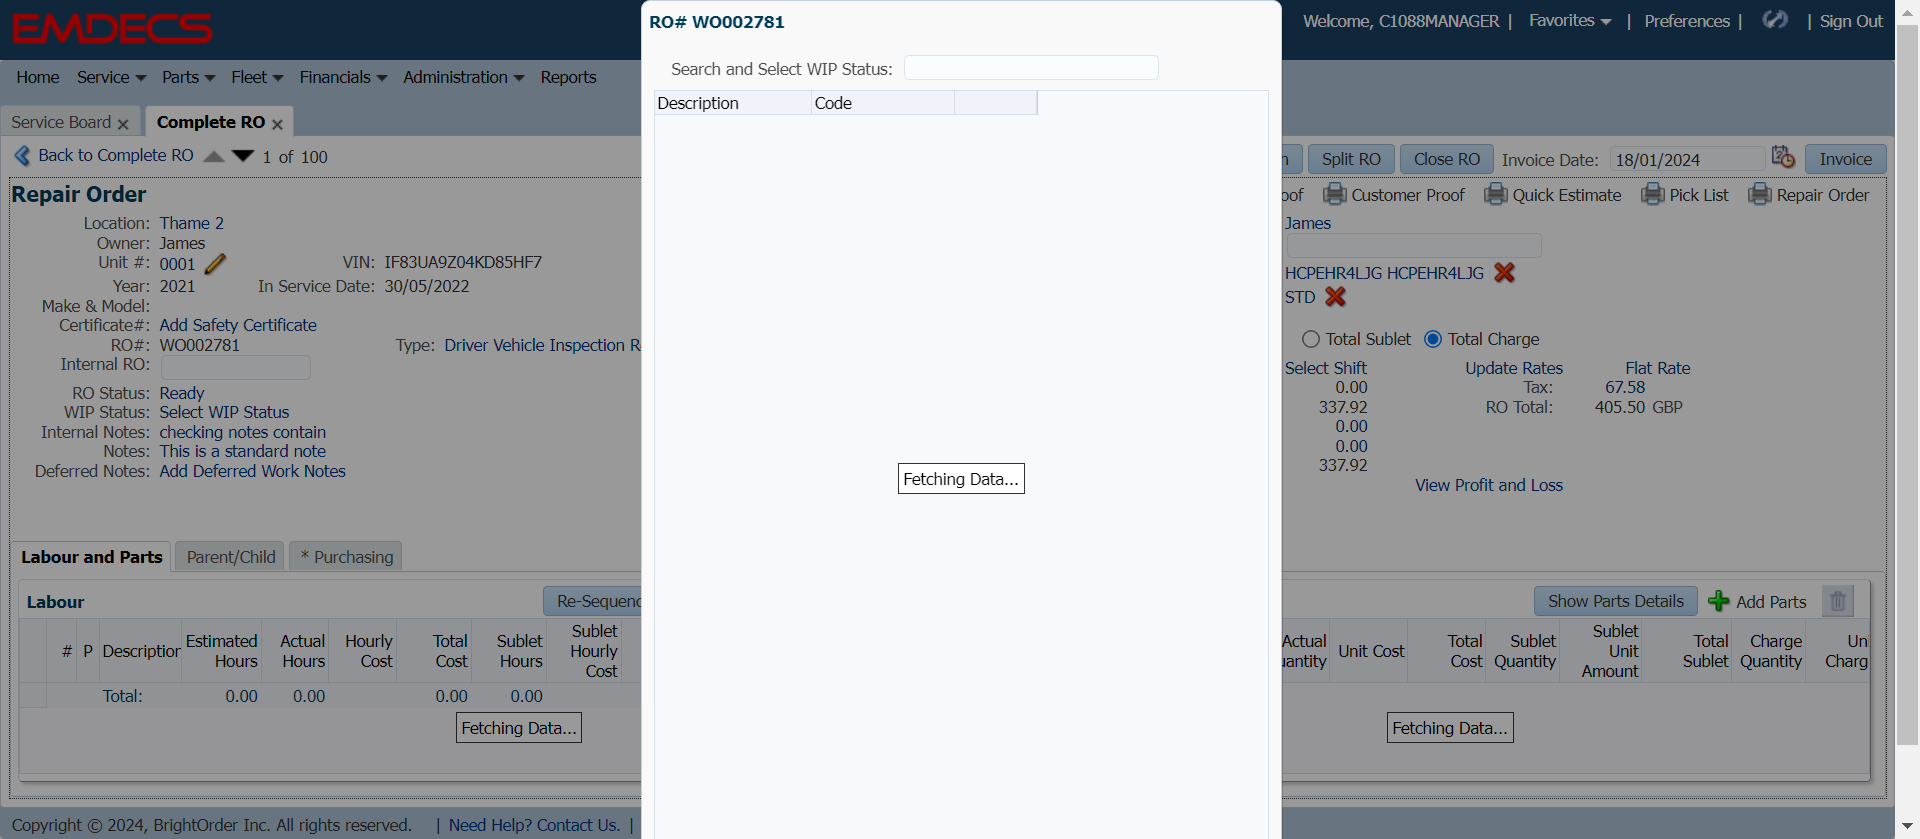 EMDECS
Welcome, C1088MANAGER | Favorites | Preferences | | Sign Out
Home Service Parts Fleet Financials Administration Reports
Service Board Complete RO
Back to Complete RO 1 of 100
Split RO Close RO Invoice Date: 18/01/2024 Invoice
Customer Proof Quick Estimate Pick List Repair Order
Repair Order
Location: Thame 2
Owner: James
Unit #: 0001 VIN: IF83UA9Z04KD85HF7
Year: 2021 In Service Date: 30/05/2022
Make & Model:
Certificate#: Add Safety Certificate
RO#: WO002781 Type: Driver Vehicle Inspection R
Internal RO:
RO Status: Ready
WIP Status: Select WIP Status
Internal Notes: checking notes contain
Notes: This is a standard note
Deferred Notes: Add Deferred Work Notes
RO# WO002781
Search and Select WIP Status:
Description Code
Fetching Data...
James
HCPEHR4LJG HCPEHR4LJG
STD
Total Sublet Total Charge
Select Shift Update Rates Flat Rate
0.00 Tax: 67.58
337.92 RO Total: 405.50 GBP
0.00
0.00
337.92
View Profit and Loss
Labour and Parts Parent/Child * Purchasing
Labour Re-Sequenc
# P Description Estimated Hours Actual Hours Hourly Cost Total Cost Sublet Hours Sublet Hourly Cost
Total: 0.00 0.00 0.00 0.00
Fetching Data...
Show Parts Details Add Parts
Actual Unit Cost Total Cost Sublet Quantity Sublet Unit Amount Total Sublet Charge Quantity
Fetching Data...
Copyright © 2024, BrightOrder Inc. All rights reserved. | Need Help? Contact Us. |